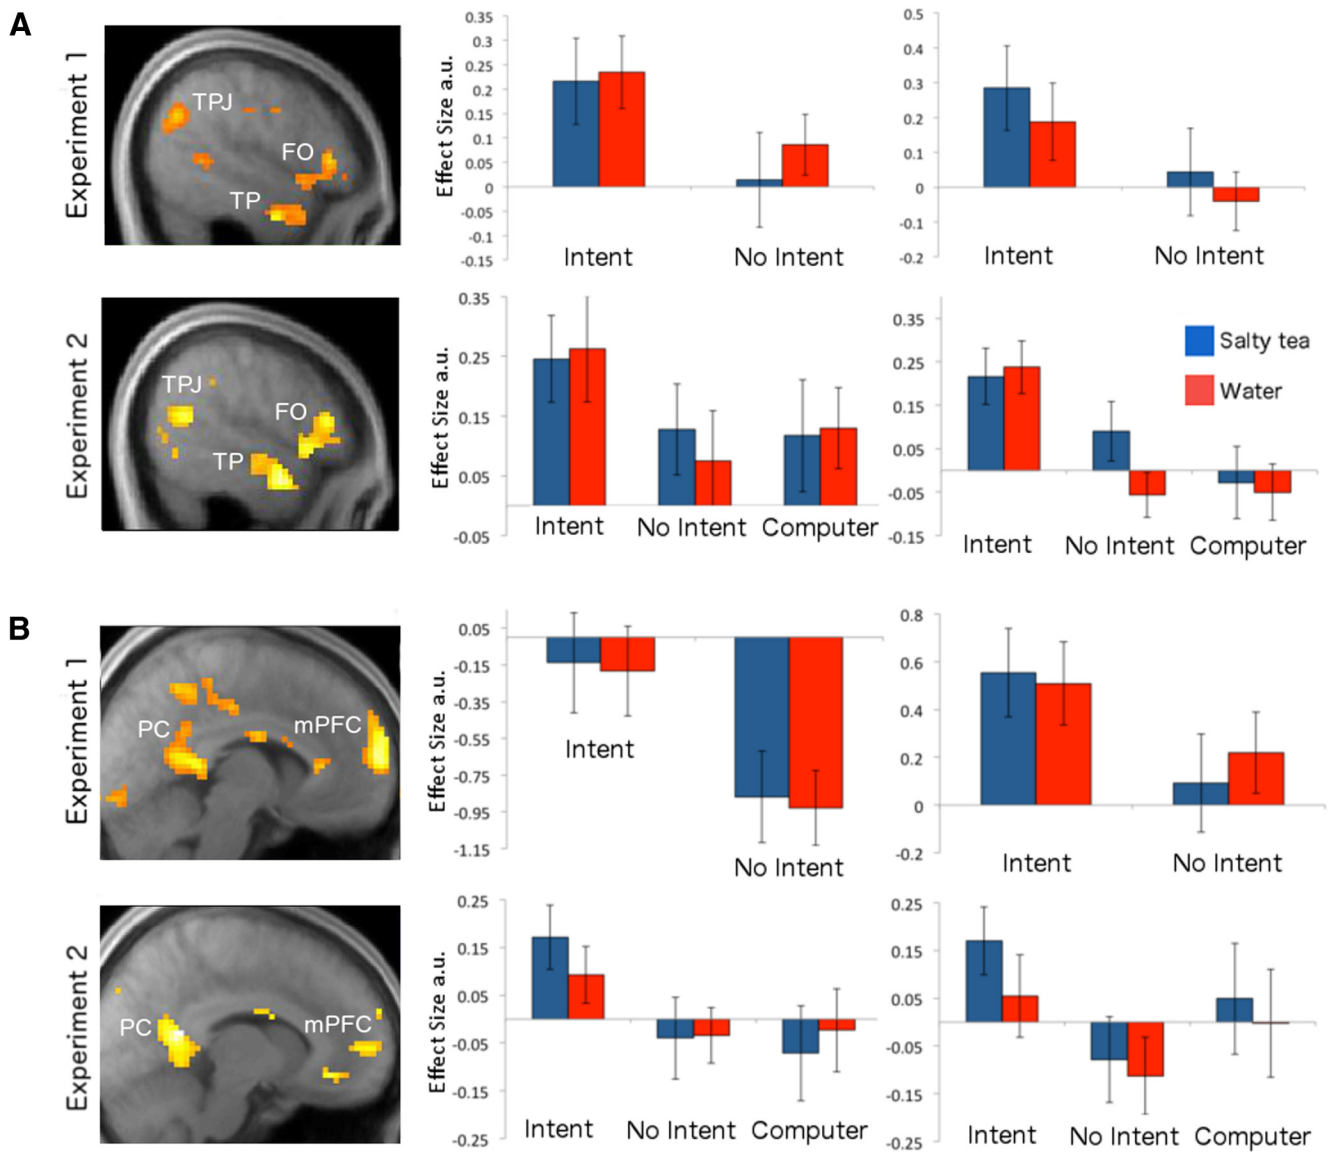 A
Experiment 1
TPJ
FO
TP
Effect Size a.u.
0.35
0.3
0.25
0.2
0.15
0.1
0.05
0
-0.05
-0.1
-0.15
Intent No Intent
0.5
0.4
0.3
0.2
0.1
0
-0.1
-0.2
Intent No Intent
Experiment 2
TPJ
FO
TP
Effect Size a.u.
0.35
0.25
0.15
0.05
-0.05
Intent No Intent Computer
0.35
0.25
0.15
0.05
-0.05
-0.15
Intent No Intent Computer
Salty tea
Water
B
Experiment 1
PC
mPFC
Effect Size a.u.
0.05
-0.15
-0.35
-0.55
-0.75
-0.95
-1.15
Intent
No Intent
0.8
0.6
0.4
0.2
0
-0.2
Intent No Intent
Experiment 2
PC
mPFC
Effect Size a.u.
0.25
0.15
0.05
-0.05
-0.15
-0.25
Intent No Intent Computer
0.25
0.15
0.05
-0.05
-0.15
-0.25
Intent No Intent Computer